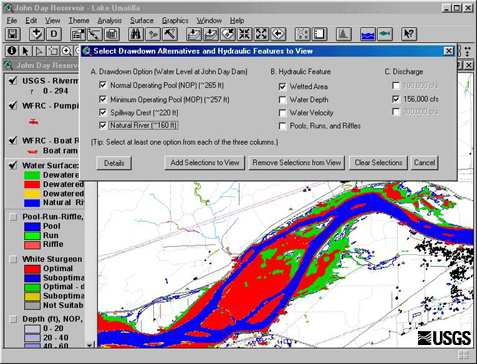 John Day Reservoir - Lake Umatilla
File Edit View Theme Analysis Surface Graphics Window Help
Select Drawdown Alternatives and Hydraulic Features to View
A. Drawdown Option (Water Level at John Day Dam)
Normal Operating Pool (NOP) (~265 ft)
Minimum Operating Pool (MOP) (~257 ft)
Spillway Crest (~220 ft)
Natural River (~160 ft)
B. Hydraulic Feature
Wetted Area
Water Depth
Water Velocity
Pools, Runs, and Riffles
C. Discharge
100,000 cfs
156,000 cfs
300,000 cfs
(Tip: Select at least one option from each of the three columns.)
Details
Add Selections to View
Remove Selections from View
Clear Selections
Cancel
John Day Rese
USGS - Riverm
0 - 294
WFRC - Pumpi
WFRC - Boat R
Boat ram
Water Surface:
Dewatere
Dewatere
Dewatere
Natural Ri
Pool-Run-Riffle,
Pool
Run
Riffle
White Sturgeon
Optimal
Suboptima
Optimal - d
Suboptima
Not Suitab
Depth (ft), NOP,
0 - 20
20 - 40
40 - 60
USGS